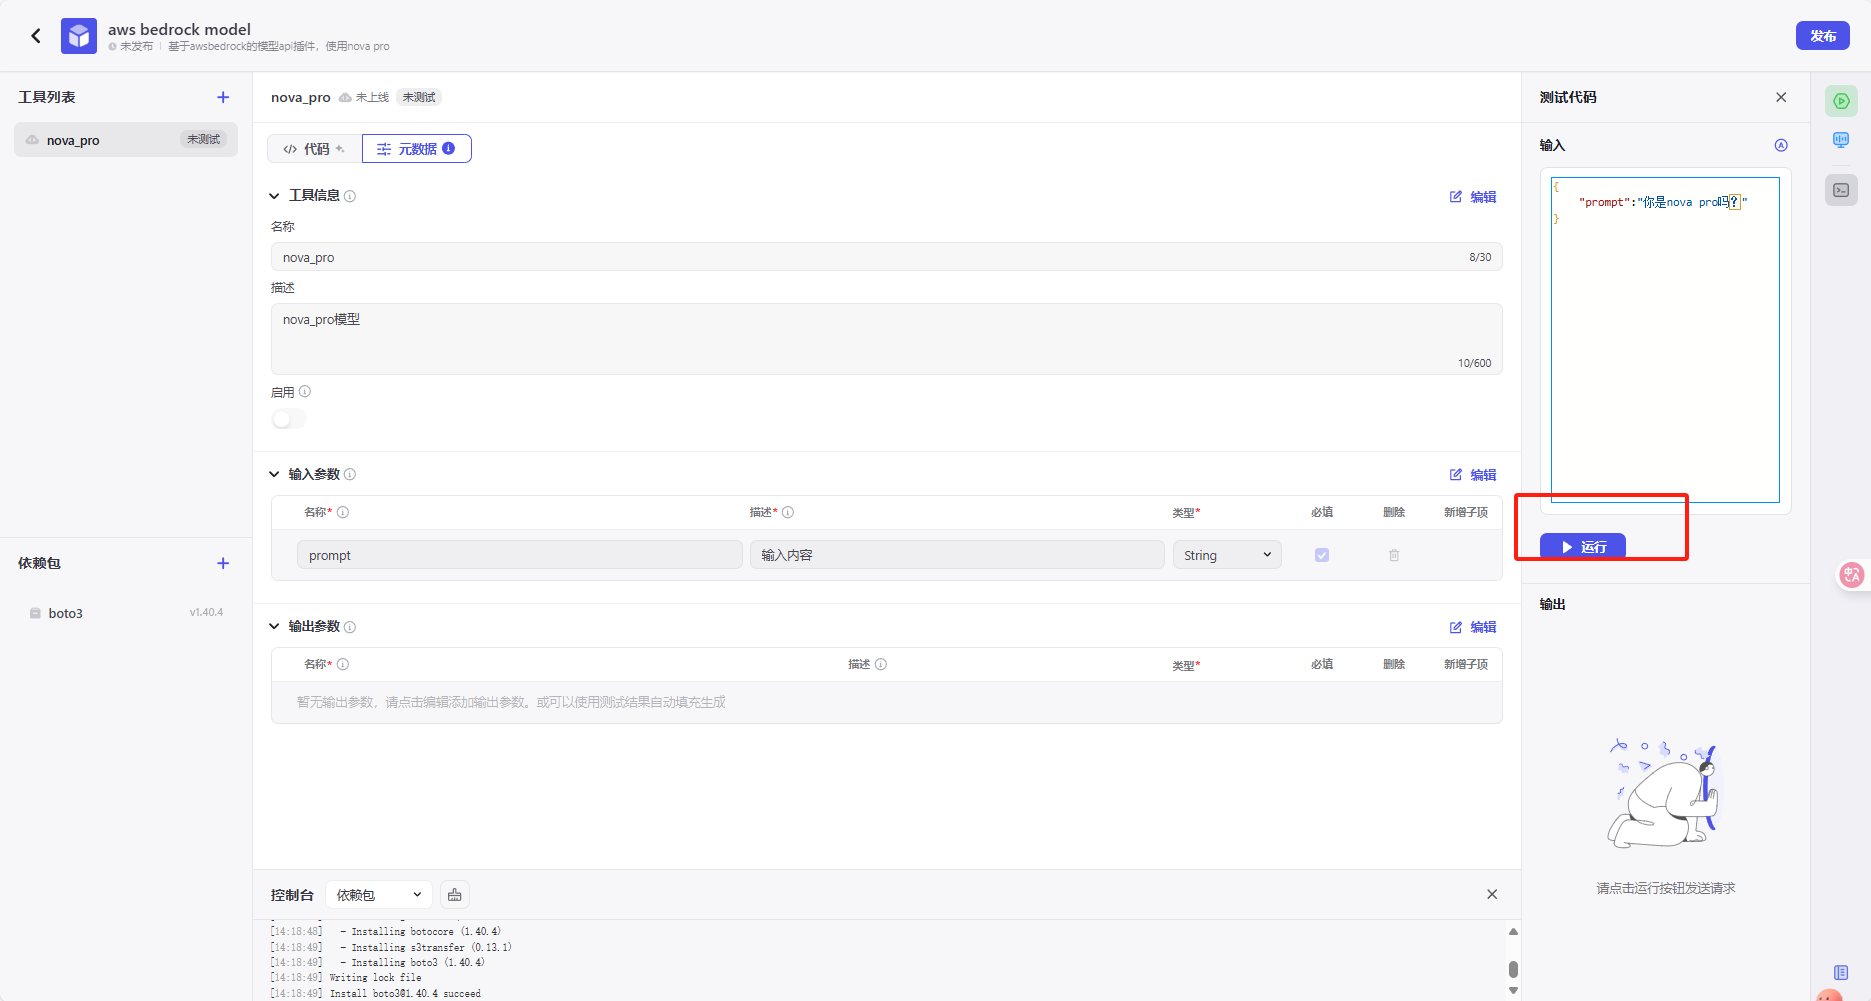 aws bedrock model
未发布 | 基于awsbedrock的模型api插件，使用nova pro
发布
工具列表
nova_pro 未测试
依赖包
boto3 v1.40.4
nova_pro 未上线 未测试
代码 元数据
工具信息 编辑
名称
nova_pro 8/30
描述
nova_pro模型
10/600
启用
输入参数 编辑
名称* 描述* 类型* 必填 删除 新增子项
prompt 输入内容 String
输出参数 编辑
名称* 描述 类型* 必填 删除 新增子项
暂无输出参数，请点击编辑添加输出参数。或可以使用测试结果自动填充生成
控制台 依赖包
[14:18:48] - Installing botocore (1.40.4)
[14:18:49] - Installing s3transfer (0.13.1)
[14:18:49] - Installing boto3 (1.40.4)
[14:18:49] Writing lock file
[14:18:49] Install boto3@1.40.4 succeed
测试代码
输入
{
"prompt":"你是nova pro吗？"
}
运行
输出
请点击运行按钮发送请求